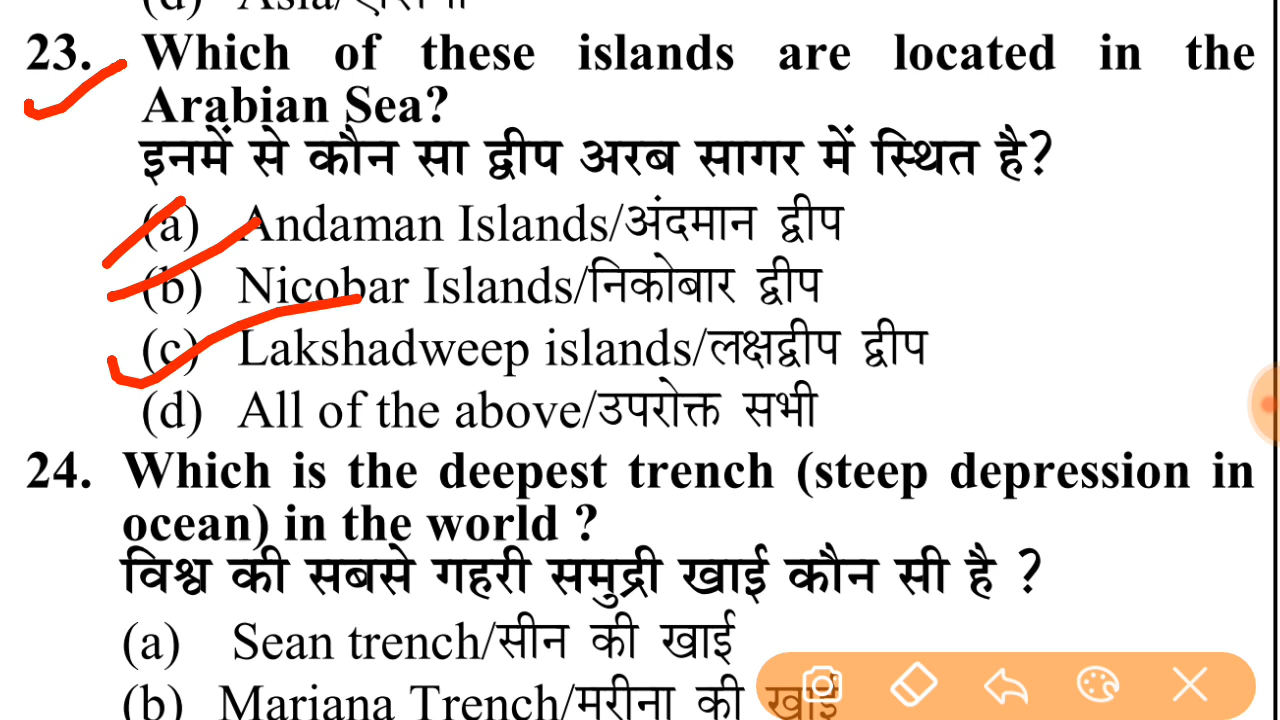 (d) Asia/एशिया
23. Which of these islands are located in the
Arabian Sea?
इनमें से कौन सा द्वीप अरब सागर में स्थित है?
(a) Andaman Islands/अंदमान द्वीप
(b) Nicobar Islands/निकोबार द्वीप
(c) Lakshadweep islands/लक्षद्वीप द्वीप
(d) All of the above/उपरोक्त सभी
24. Which is the deepest trench (steep depression in
ocean) in the world ?
विश्व की सबसे गहरी समुद्री खाई कौन सी है ?
(a) Sean trench/सीन की खाई
(b) Mariana Trench/मरीना की खाई